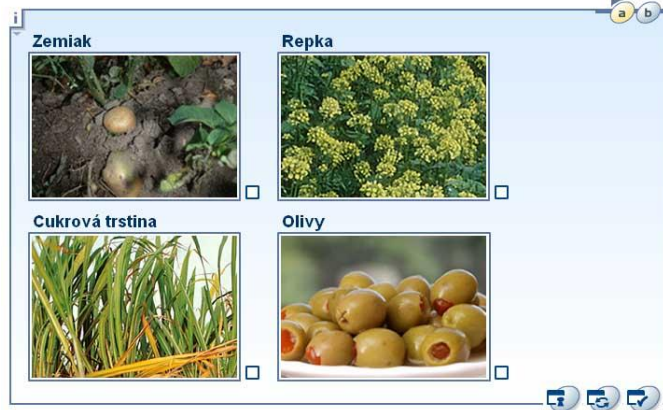 i
a b
Zemiak
Repka
Cukrová trstina
Olivy